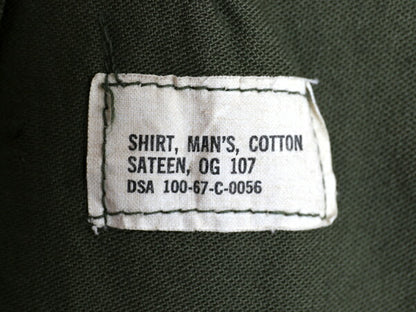 SHIRT, MAN'S, COTTON
SATEEN, OG 107
DSA 100-67-C-0056